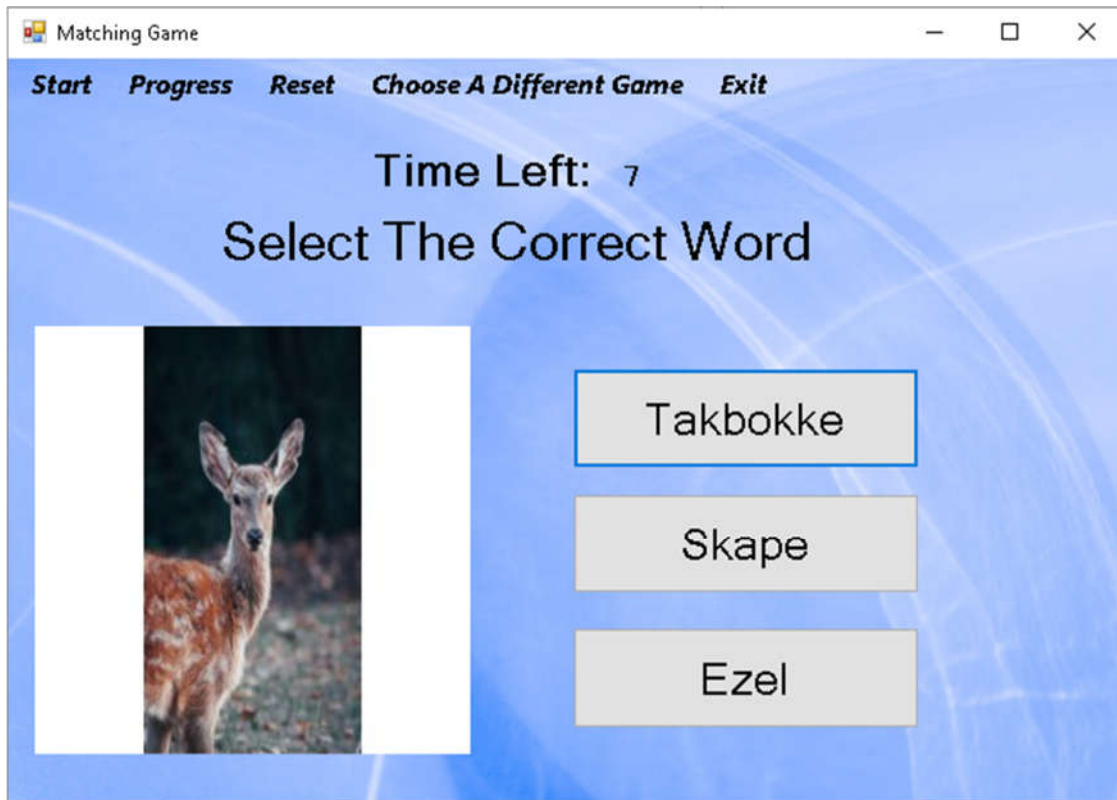 Matching Game
Start Progress Reset Choose A Different Game Exit
Time Left: 7
Select The Correct Word
Takbokke
Skape
Ezel